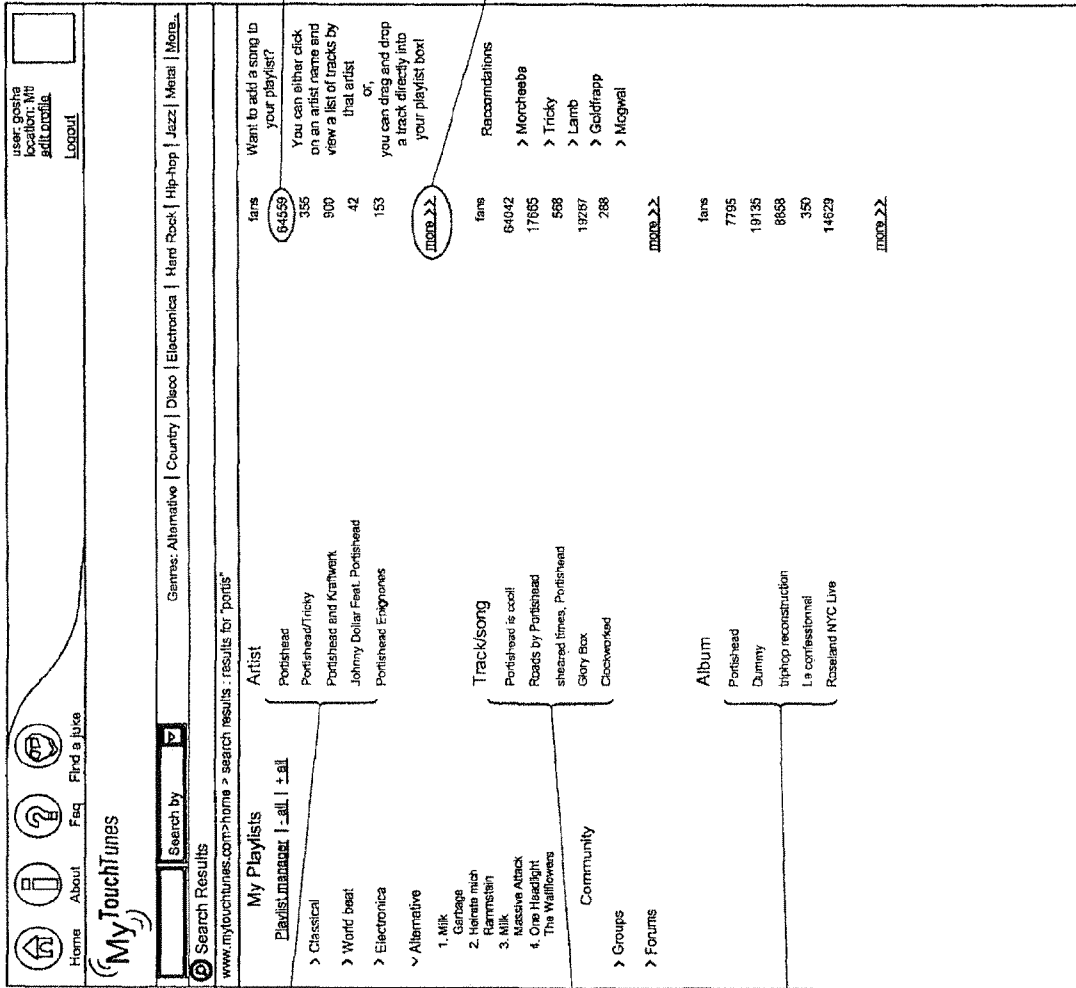 Home
About
Faq
Find a juke
user: gosha
location: Mtl
edit profile
Logout
MyTouchTunes
Search by
Genres: Alternative | Country | Disco | Electronica | Hard Rock | Hip-hop | Jazz | Metal | More..
Search Results
www.mytouchtunes.com>home > search results : results for "portis"
My Playlists
Playlist manager | - all | + all
> Classical
> World beat
> Electronica
Alternative
1. Milk
Garbage
2. Heirate mich
Rammstein
3. Milk
Massive Attack
4. One Headlight
The Wallflowers
Community
> Groups
> Forums
Artist
fans
Portishead
64559
Portishead/Tricky
355
Portishead and Kraftwerk
900
Johnny Dollar Feat. Portishead
42
Portishead Epignones
153
more >>
Track/song
fans
Portishead is cool!
64042
Roads by Portishead
17665
sheared times, Portishead
568
Glory Box
19287
Clockworked
288
more >>
Album
fans
Portishead
7795
Dummy
19135
triphop reconstruction
8858
Le confessionnal
350
Roseland NYC Live
14629
more >>
Want to add a song to
your playlist?
You can either click
on an artist name and
view a list of tracks by
that artist
or,
you can drag and drop
a track directly into
your playlist box!
Raccomdations
> Morcheeba
> Tricky
> Lamb
> Goldfrapp
> Mogwai